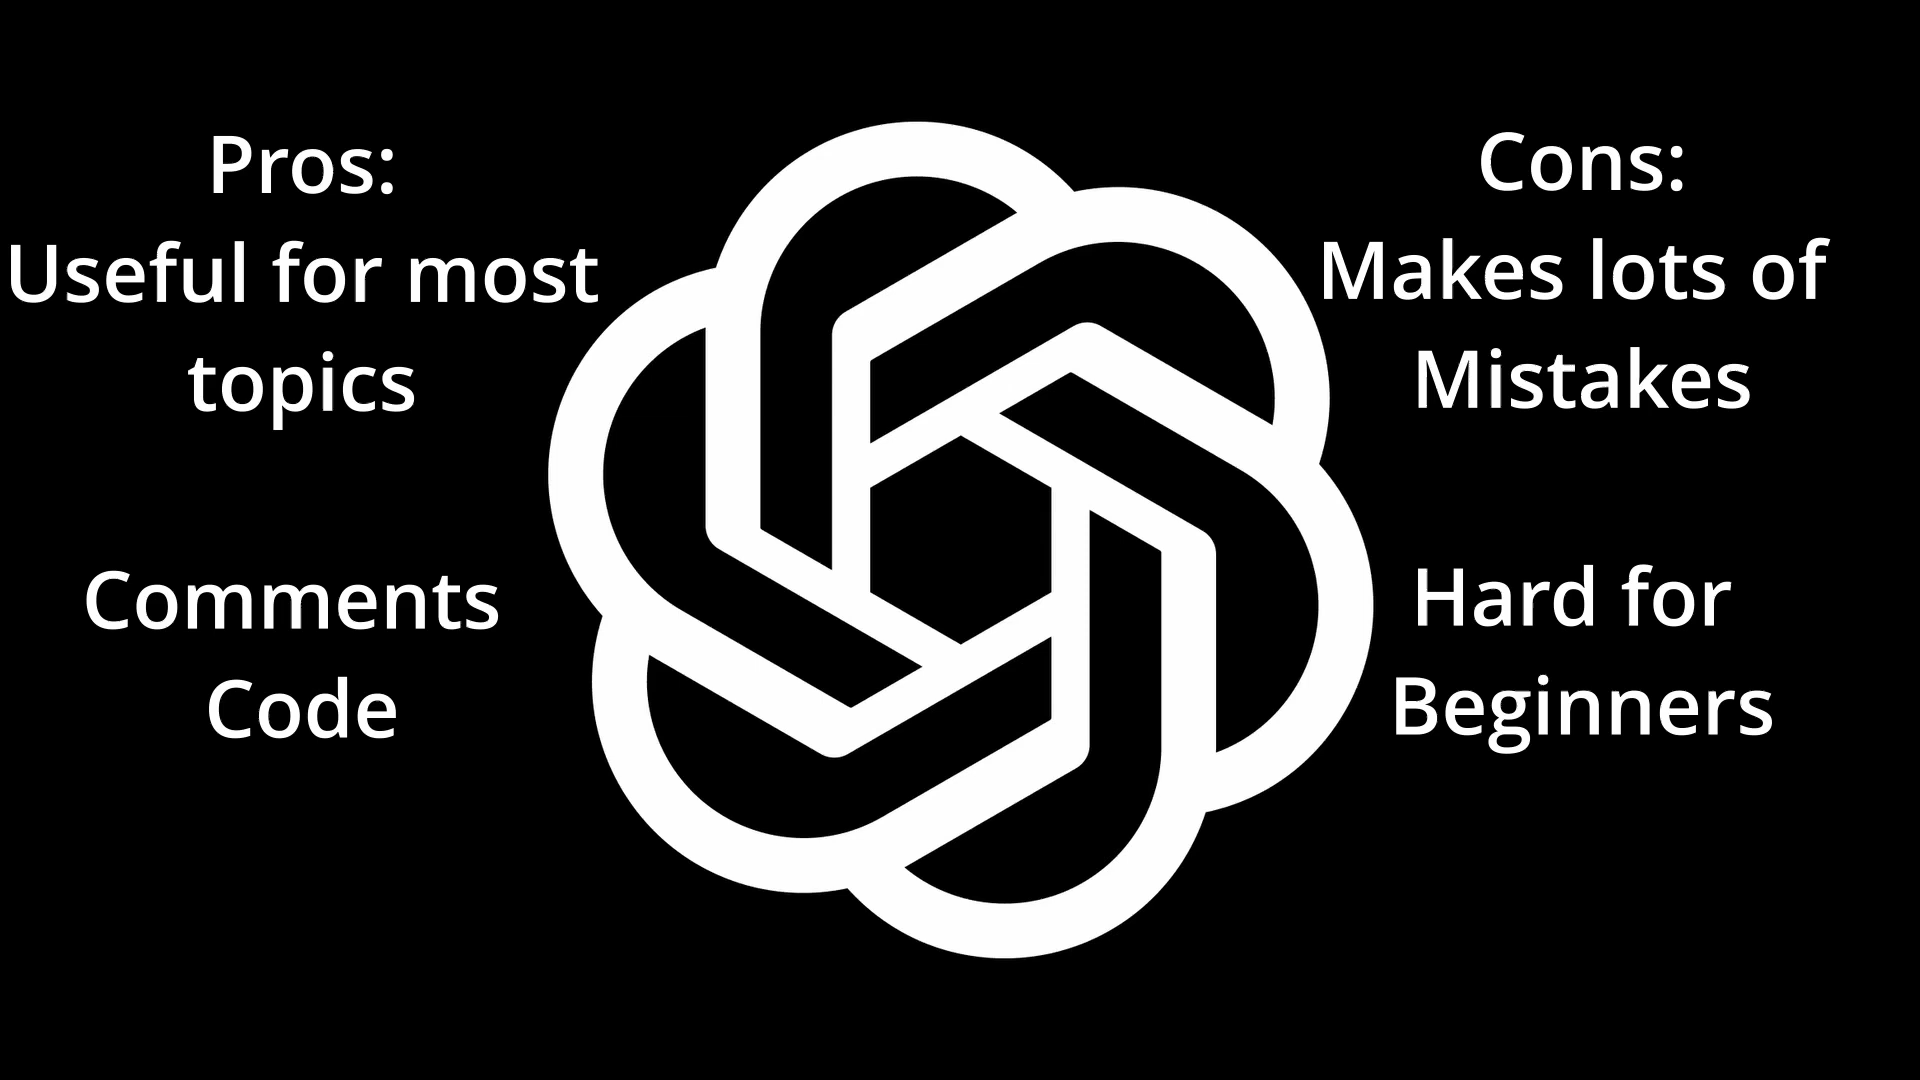 Pros:
Useful for most
topics
Comments
Code
Cons:
Makes lots of
Mistakes
Hard for
Beginners